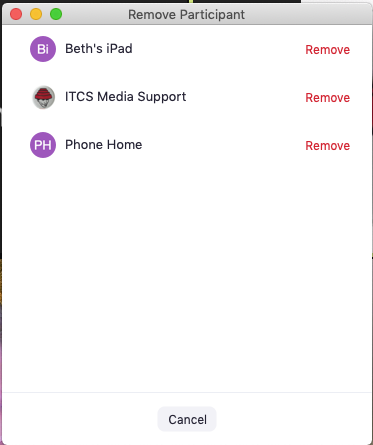 Remove Participant
Bi Beth's iPad Remove
ITCS Media Support Remove
PH Phone Home Remove
Cancel